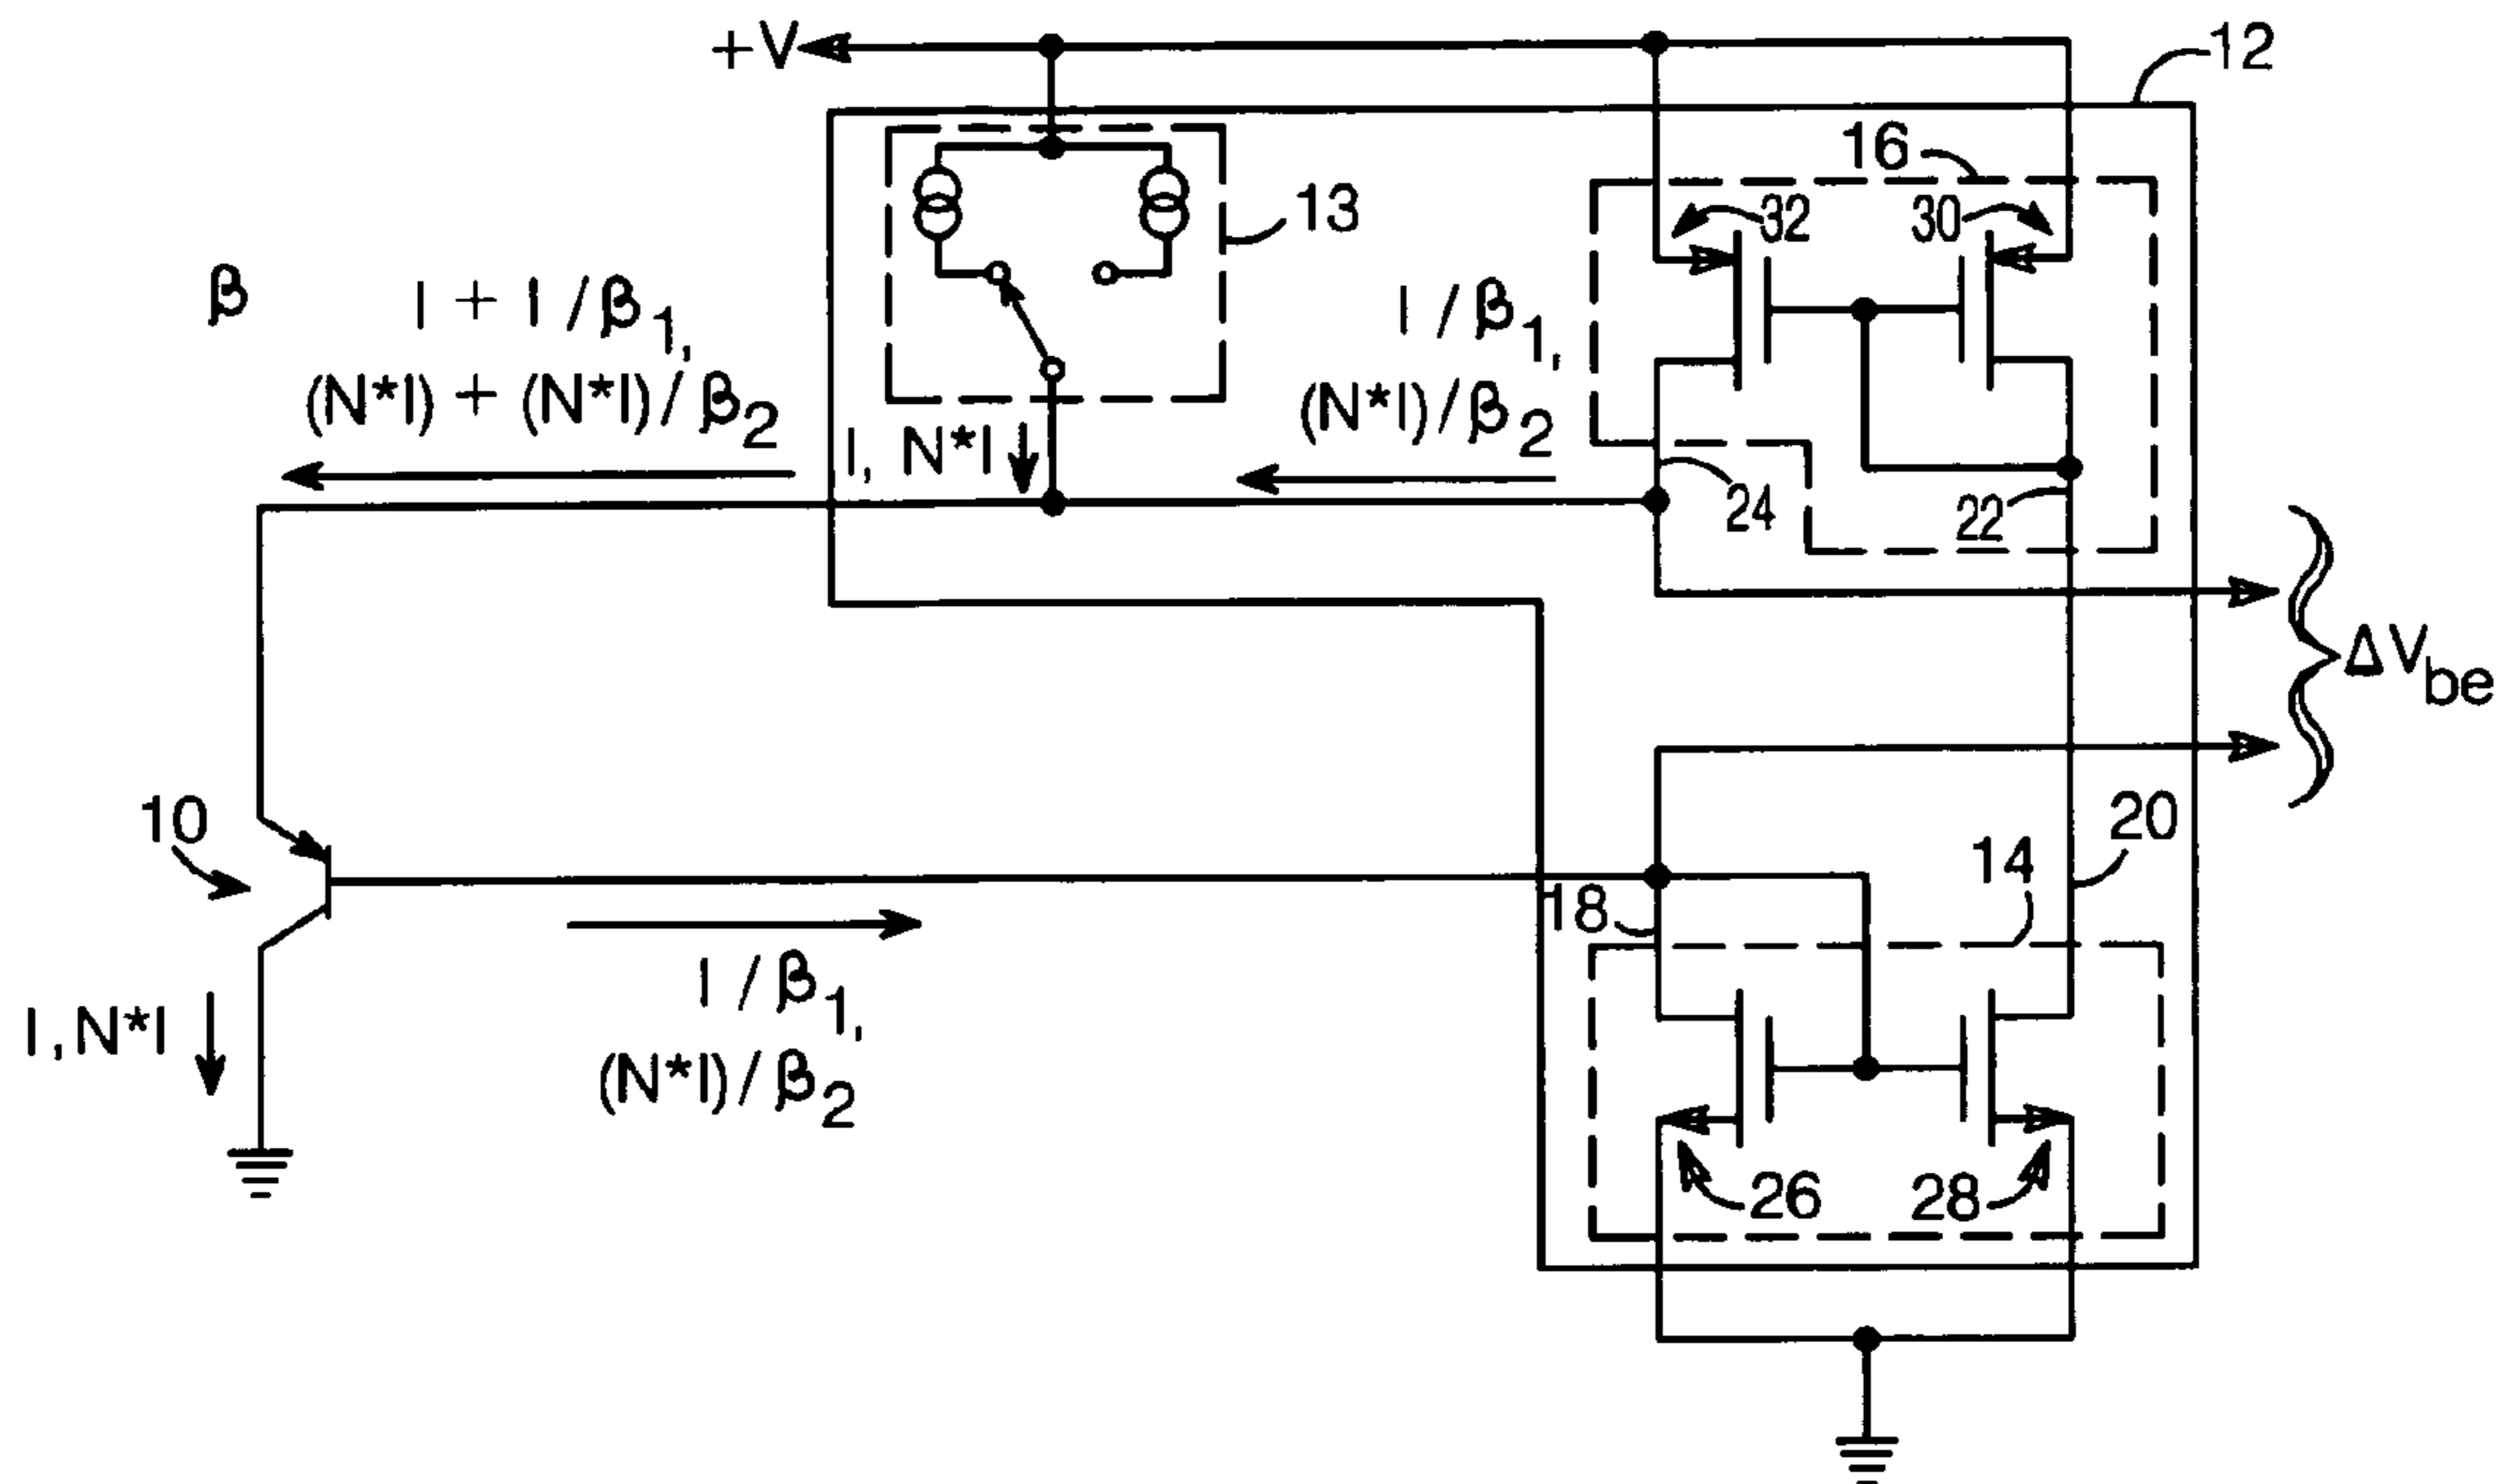 +V
12
16
13
32
30
β
I + I/β1,
(N*I) + (N*I)/β2
I/β1,
(N*I)/β2
I, N*I
24
22
ΔVbe
10
20
14
18
I/β1,
(N*I)/β2
I,N*I
26
28